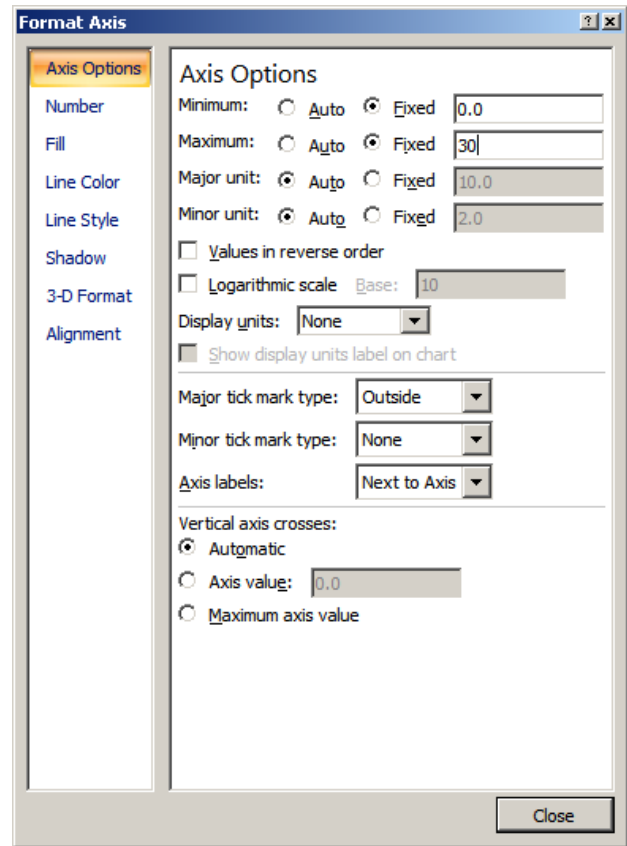 Format Axis
Axis Options
Number
Fill
Line Color
Line Style
Shadow
3-D Format
Alignment
Axis Options
Minimum: Auto Fixed 0.0
Maximum: Auto Fixed 30
Major unit: Auto Fixed 10.0
Minor unit: Auto Fixed 2.0
Values in reverse order
Logarithmic scale Base: 10
Display units: None
Show display units label on chart
Major tick mark type: Outside
Minor tick mark type: None
Axis labels: Next to Axis
Vertical axis crosses:
Automatic
Axis value: 0.0
Maximum axis value
Close